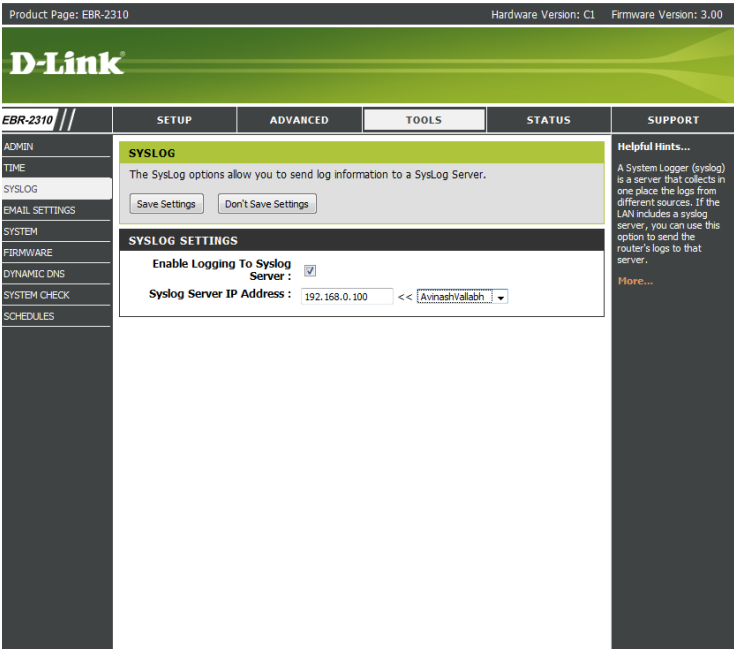 Product Page: EBR-2310 Hardware Version: C1 Firmware Version: 3.00
D-Link
EBR-2310 SETUP ADVANCED TOOLS STATUS SUPPORT
ADMIN
TIME
SYSLOG
EMAIL SETTINGS
SYSTEM
FIRMWARE
DYNAMIC DNS
SYSTEM CHECK
SCHEDULES
SYSLOG
The SysLog options allow you to send log information to a SysLog Server.
Save Settings Don't Save Settings
SYSLOG SETTINGS
Enable Logging To Syslog
Server :
Syslog Server IP Address : 192.168.0.100 << AvinashVallabh
Helpful Hints...
A System Logger (syslog)
is a server that collects in
one place the logs from
different sources. If the
LAN includes a syslog
server, you can use this
option to send the
router's logs to that
server.
More...